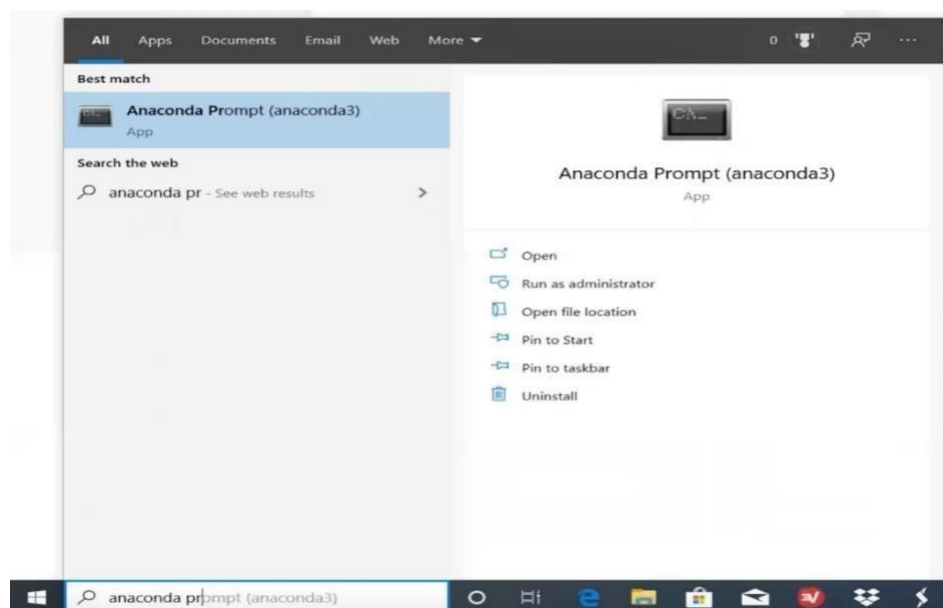 All Apps Documents Email Web More 0 ...
Best match
Anaconda Prompt (anaconda3)
App
Search the web
anaconda pr - See web results
C:\_
Anaconda Prompt (anaconda3)
App
Open
Run as administrator
Open file location
Pin to Start
Pin to taskbar
Uninstall
anaconda prompt (anaconda3)